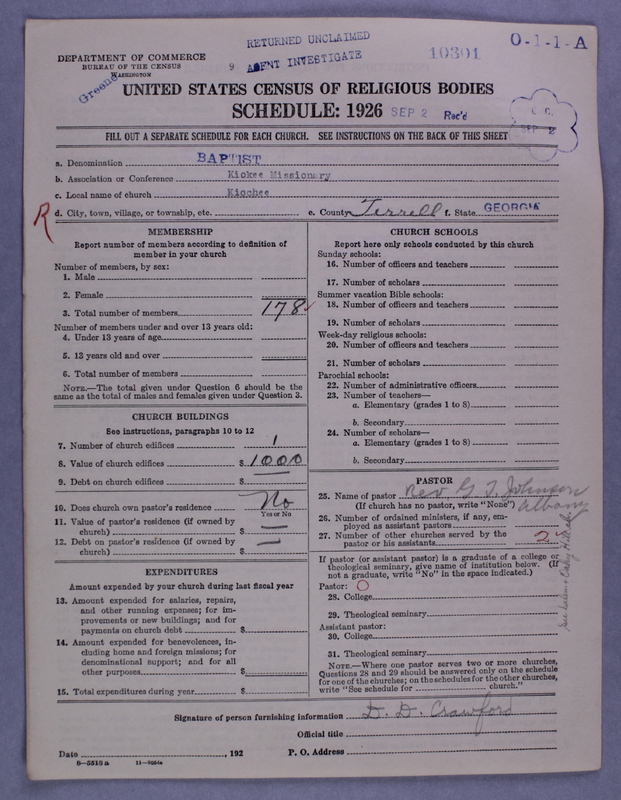 RETURNED UNCLAIMED
10301
O-1-1-A
DEPARTMENT OF COMMERCE
BUREAU OF THE CENSUS
WASHINGTON
9 AGENT INVESTIGATE
Greene
UNITED STATES CENSUS OF RELIGIOUS BODIES
SCHEDULE: 1926 SEP 2 Rec'd
SEP 2
FILL OUT A SEPARATE SCHEDULE FOR EACH CHURCH. SEE INSTRUCTIONS ON THE BACK OF THIS SHEET
a. Denomination BAPTIST
b. Association or Conference Kiokee Missionary
c. Local name of church Kiochee
R d. City, town, village, or township, etc. e. County Terrell f. State GEORGIA
MEMBERSHIP
Report number of members according to definition of
member in your church
Number of members, by sex:
1. Male
2. Female
3. Total number of members 178
Number of members under and over 13 years old:
4. Under 13 years of age
5. 13 years old and over
6. Total number of members
NOTE.—The total given under Question 6 should be the
same as the total of males and females given under Question 3.
CHURCH BUILDINGS
See instructions, paragraphs 10 to 12
7. Number of church edifices 1
8. Value of church edifices $ 1000
9. Debt on church edifices $ —
10. Does church own pastor's residence No
Yes or No
11. Value of pastor's residence (if owned by
church) $ —
12. Debt on pastor's residence (if owned by
church) $ —
EXPENDITURES
Amount expended by your church during last fiscal year
13. Amount expended for salaries, repairs,
and other running expenses; for im-
provements or new buildings; and for
payments on church debt $
14. Amount expended for benevolences, in-
cluding home and foreign missions; for
denominational support; and for all
other purposes $
15. Total expenditures during year $
CHURCH SCHOOLS
Report here only schools conducted by this church
Sunday schools:
16. Number of officers and teachers
17. Number of scholars
Summer vacation Bible schools:
18. Number of officers and teachers
19. Number of scholars
Week-day religious schools:
20. Number of officers and teachers
21. Number of scholars
Parochial schools:
22. Number of administrative officers
23. Number of teachers—
a. Elementary (grades 1 to 8)
b. Secondary
24. Number of scholars—
a. Elementary (grades 1 to 8)
b. Secondary
PASTOR
25. Name of pastor Rev G. T. Johnson
(If church has no pastor, write "None") Albany
26. Number of ordained ministers, if any, em-
ployed as assistant pastors
27. Number of other churches served by the
pastor or his assistants 2
If pastor (or assistant pastor) is a graduate of a college or
theological seminary, give name of institution below. (If
not a graduate, write "No" in the space indicated.)
Pastor: O
28. College
29. Theological seminary
Assistant pastor:
30. College
31. Theological seminary
NOTE.—Where one pastor serves two or more churches,
Questions 28 and 29 should be answered only on the schedule
for one of the churches; on the schedules for the other churches,
write "See schedule for church."
Signature of person furnishing information D. D. Crawford
Official title
Date , 192 P. O. Address
8—5513 a